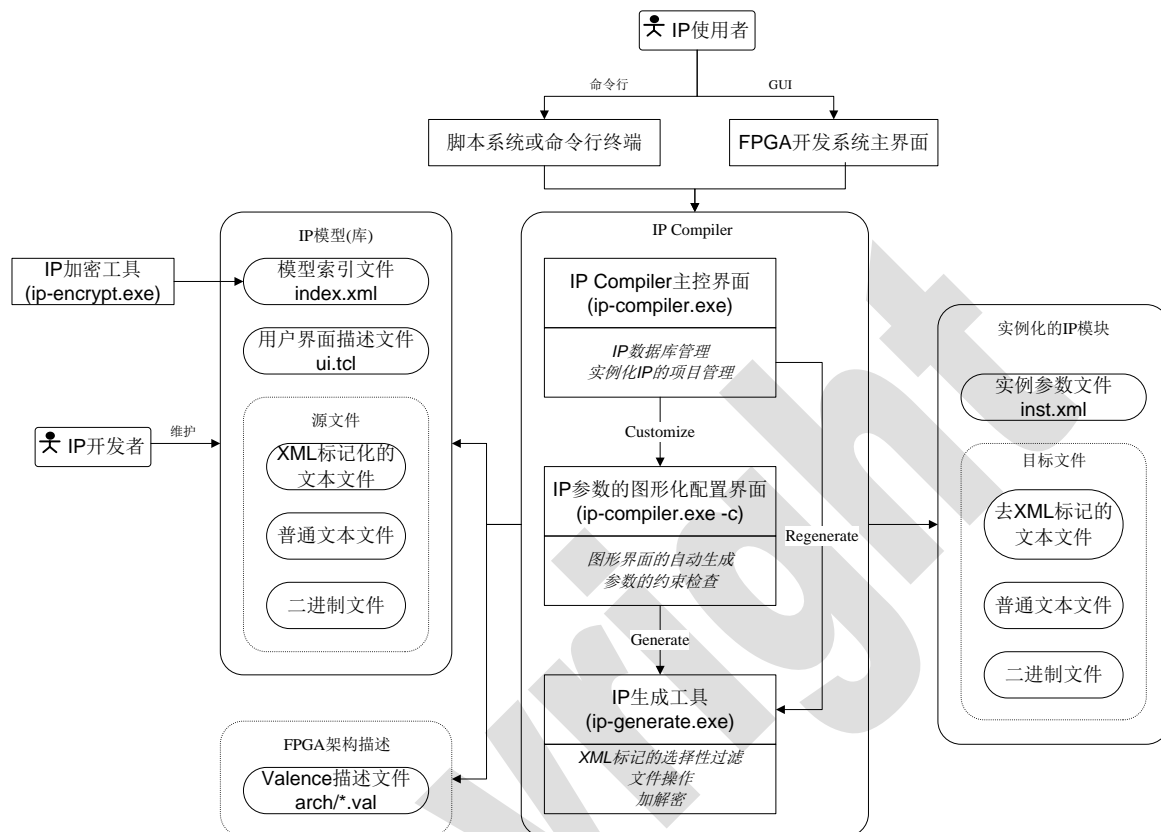 IP使用者
命令行
GUI
脚本系统或命令行终端
FPGA开发系统主界面
IP模型(库)
IP加密工具
(ip-encrypt.exe)
模型索引文件
index.xml
用户界面描述文件
ui.tcl
源文件
IP开发者
维护
XML标记化的
文本文件
普通文本文件
二进制文件
FPGA架构描述
Valence描述文件
arch/*.val
IP Compiler
IP Compiler主控界面
(ip-compiler.exe)
IP数据库管理
实例化IP的项目管理
Customize
IP参数的图形化配置界面
(ip-compiler.exe -c)
图形界面的自动生成
参数的约束检查
Regenerate
Generate
IP生成工具
(ip-generate.exe)
XML标记的选择性过滤
文件操作
加解密
实例化的IP模块
实例参数文件
inst.xml
目标文件
去XML标记的
文本文件
普通文本文件
二进制文件
vright